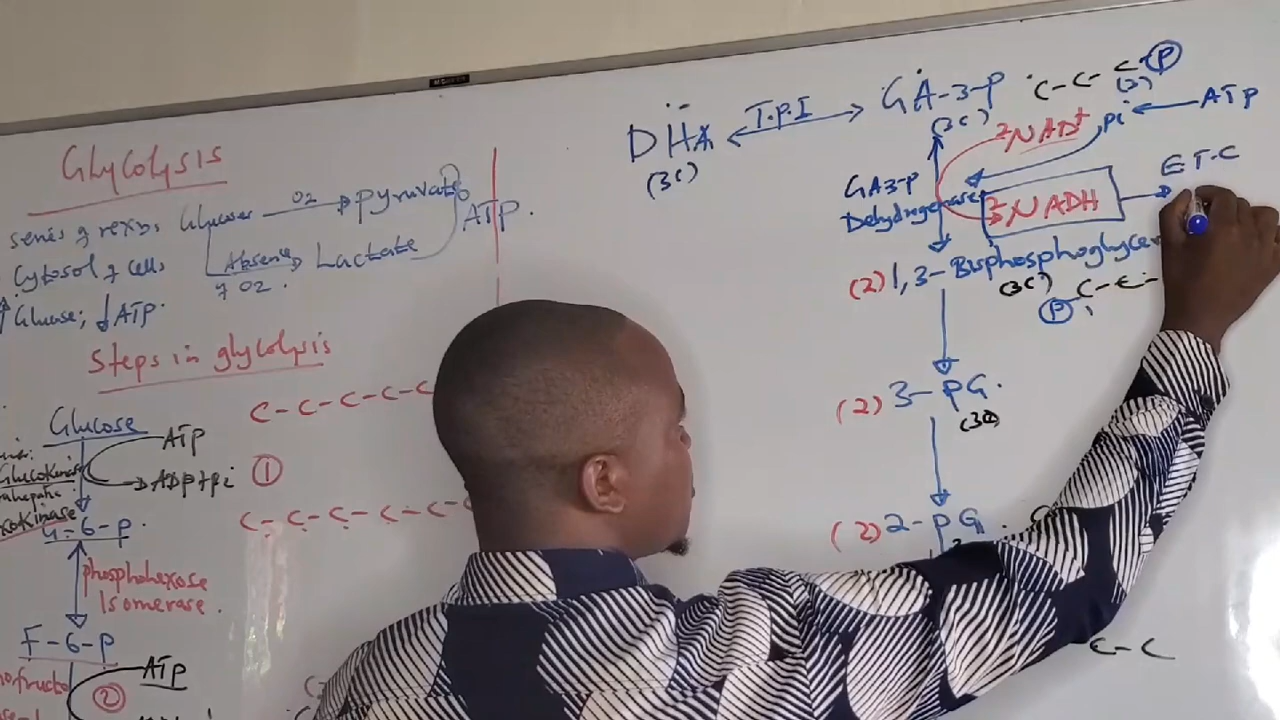 Glycolysis
series of rexns Glucose O2 pyruvate
ATP.
Cytosol of cells
Absence Lactate
of O2.
Glucose; ↓ATP.
Steps in glycolysis
C-C-C-C-C
Glucose
ATP
ADP+pi
①
C-C-C-C-C-C
G-6-p.
phosphohexose
Isomerase.
F-6-p
ATP
②
DHA
(3C)
T.P.I
GA-3-P
(3C)
C-C-C-P
2NAD+
pi
ATP
GA3-P
Dehydrogenase
2NADH
ETC
(2) 1,3-Bisphosphoglycer
(3C)
P C-C-
(2) 3-PG.
(3C)
(2) 2-PG.
C-C